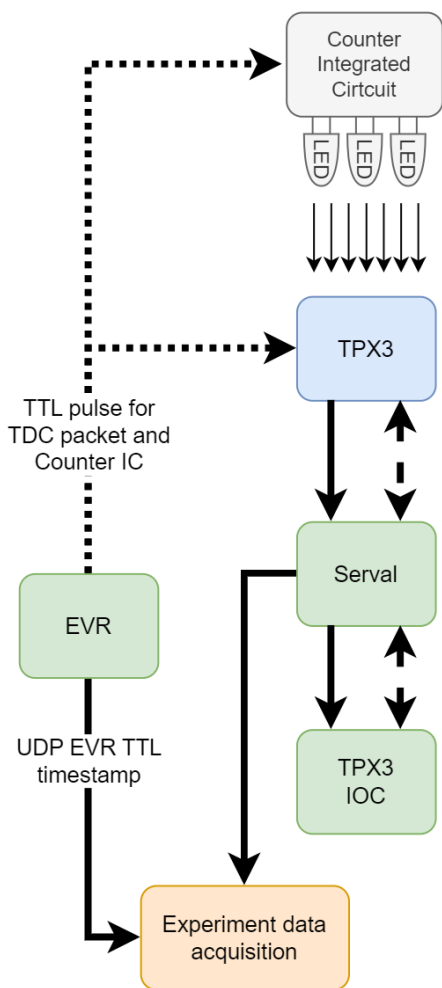 Counter
Integrated
Cirtcuit
LED
LED
LED
TPX3
TTL pulse for
TDC packet and
Counter IC
Serval
EVR
UDP EVR TTL
timestamp
TPX3
IOC
Experiment data
acquisition